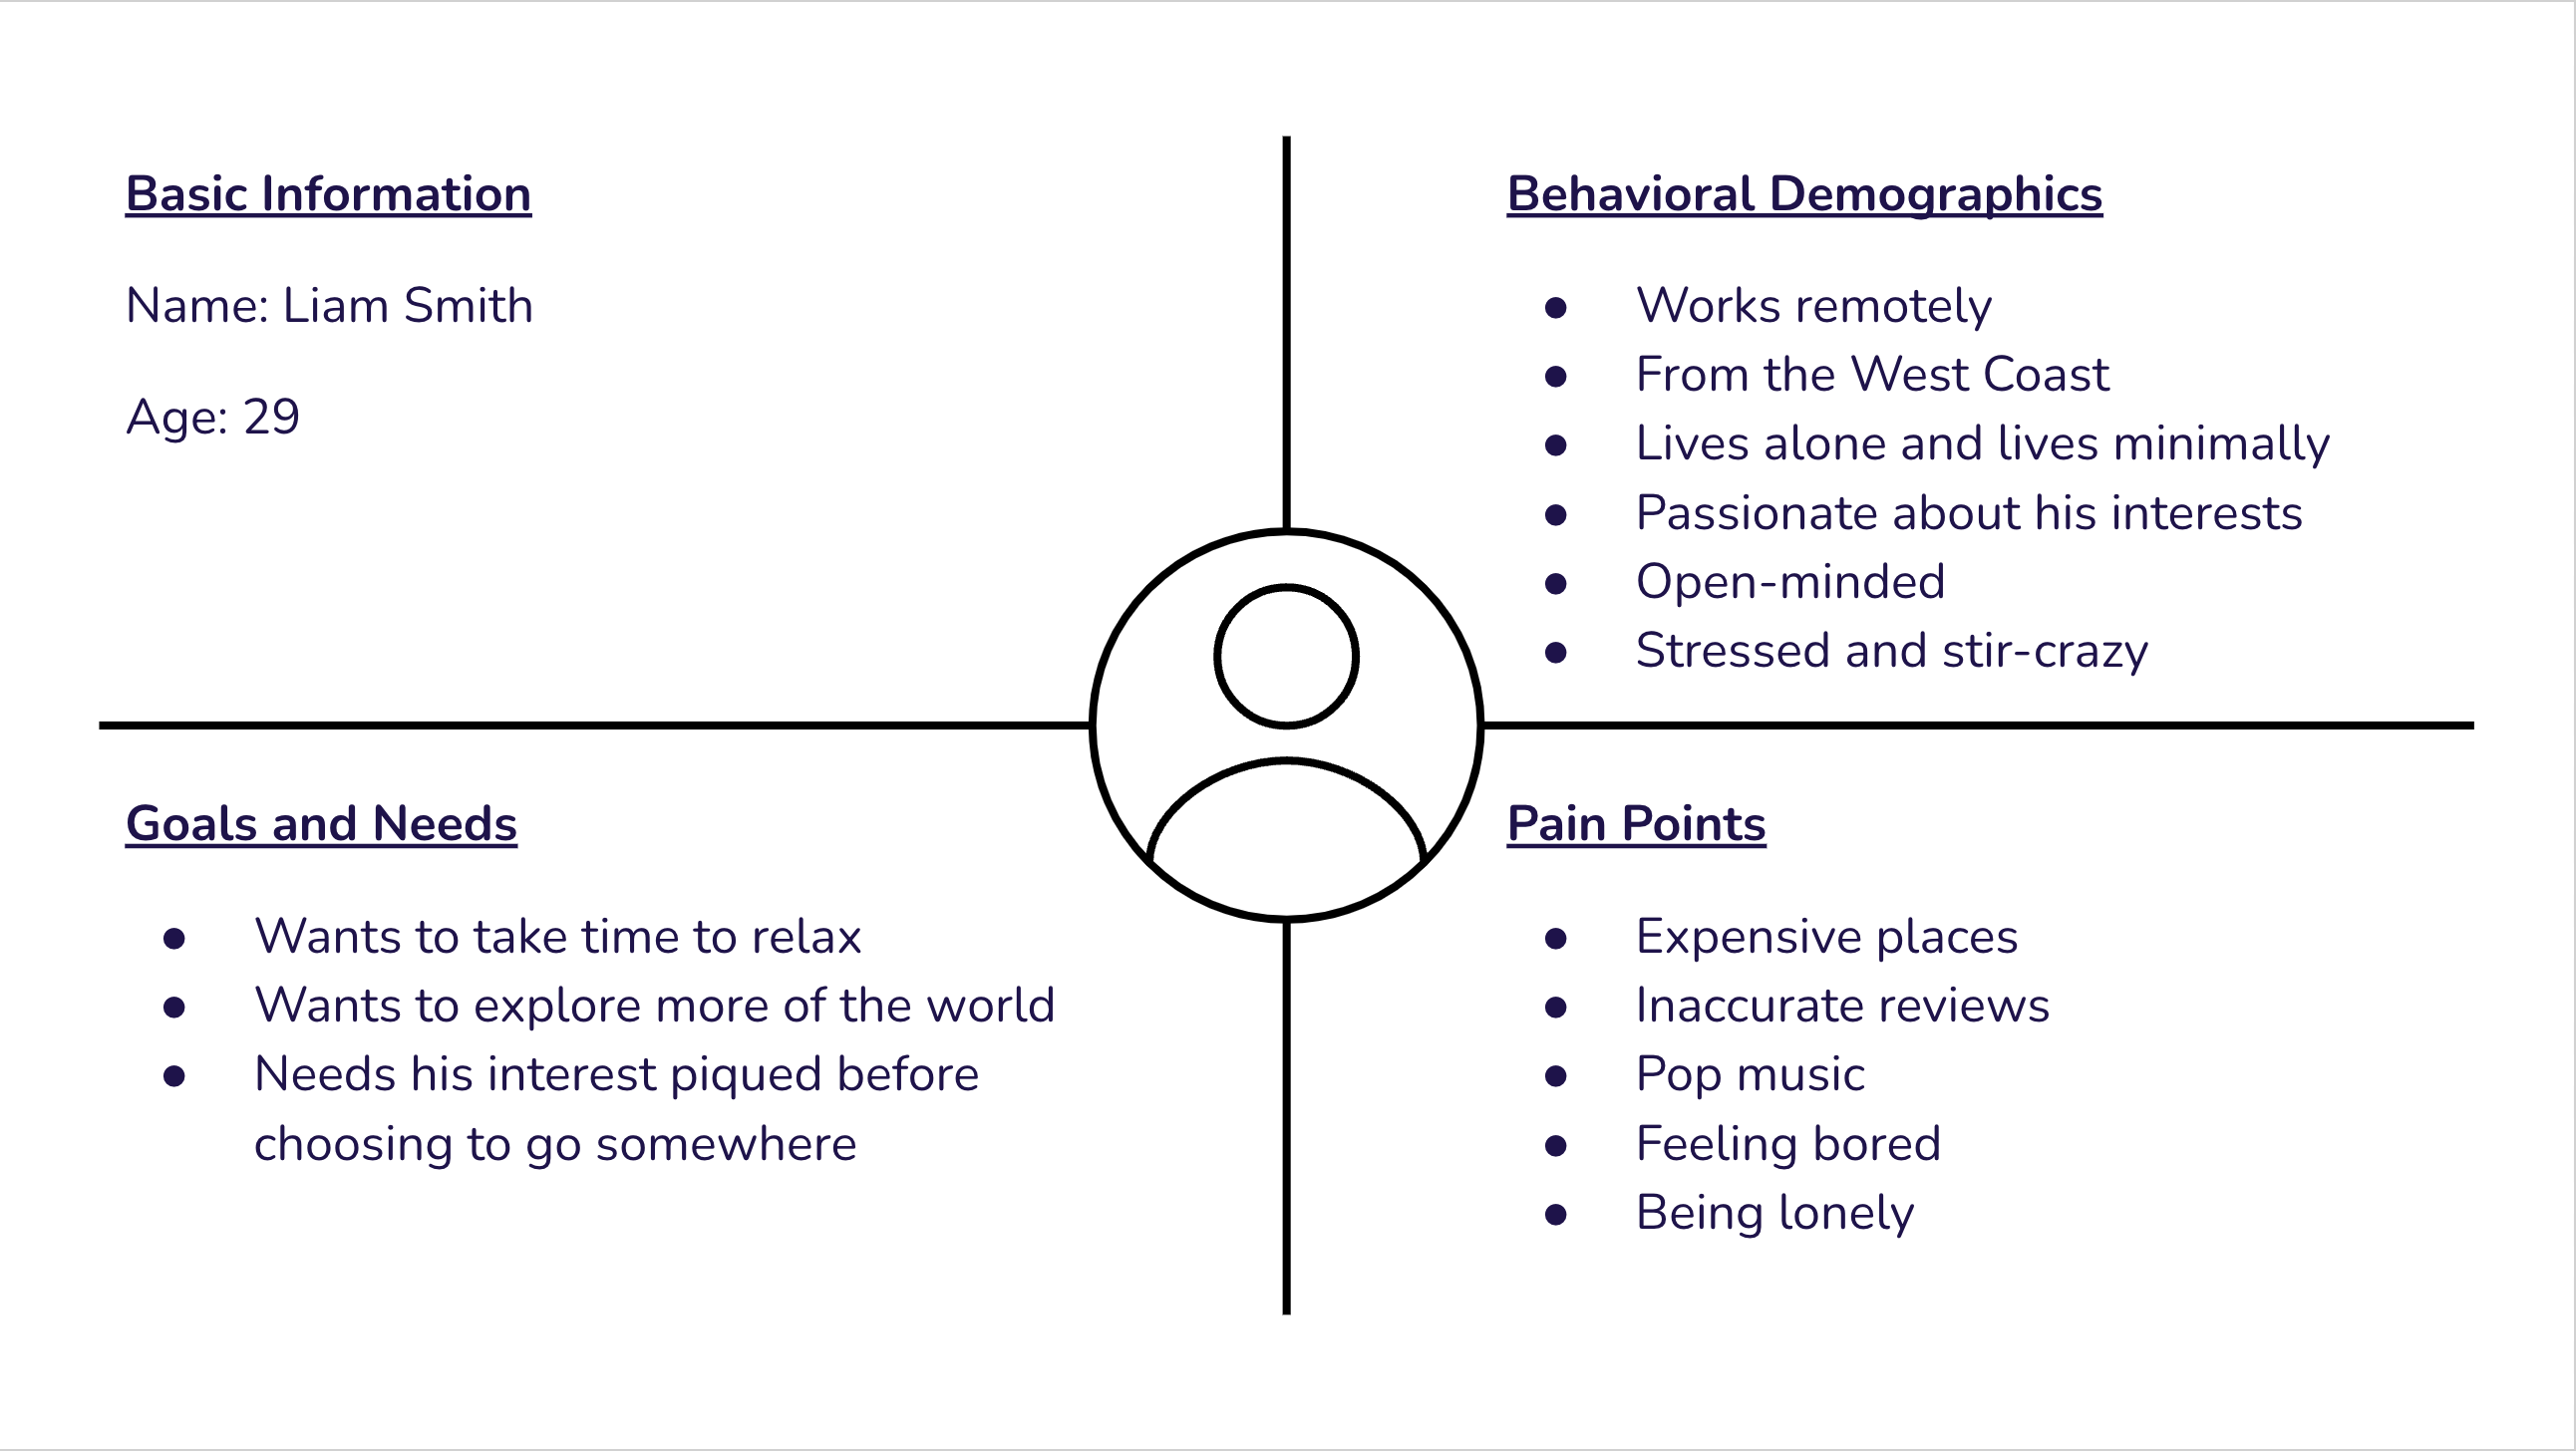 Basic Information
Name: Liam Smith
Age: 29
Behavioral Demographics
● Works remotely
● From the West Coast
● Lives alone and lives minimally
● Passionate about his interests
● Open-minded
● Stressed and stir-crazy
Goals and Needs
● Wants to take time to relax
● Wants to explore more of the world
● Needs his interest piqued before
choosing to go somewhere
Pain Points
● Expensive places
● Inaccurate reviews
● Pop music
● Feeling bored
● Being lonely